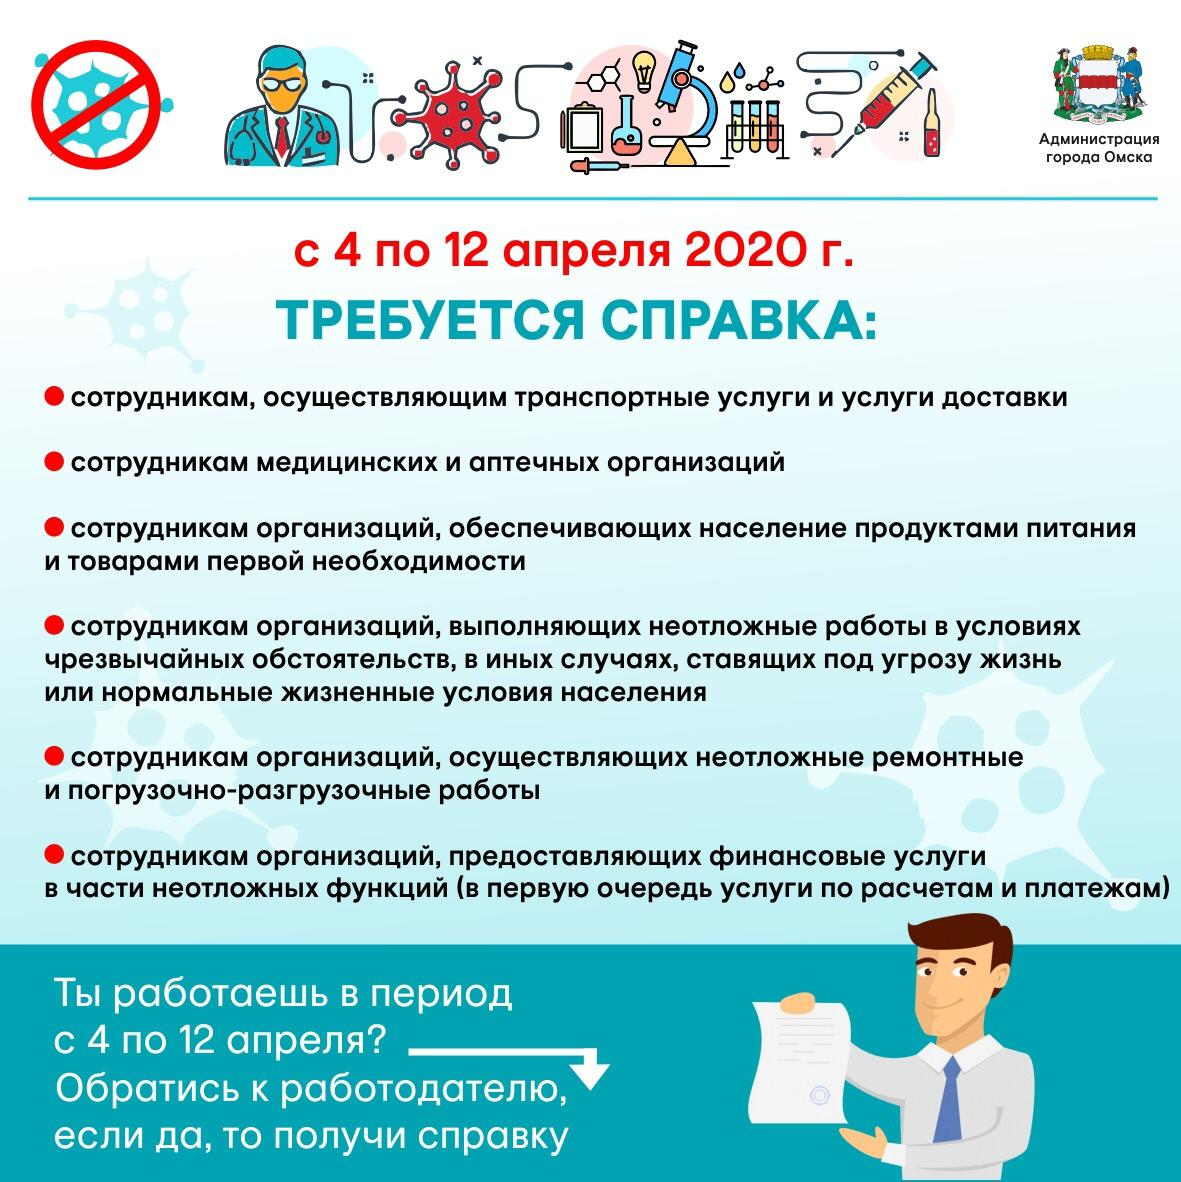 Администрация
города Омска
с 4 по 12 апреля 2020 г.
ТРЕБУЕТСЯ СПРАВКА:
сотрудникам, осуществляющим транспортные услуги и услуги доставки
сотрудникам медицинских и аптечных организаций
сотрудникам организаций, обеспечивающих население продуктами питания
и товарами первой необходимости
сотрудникам организаций, выполняющих неотложные работы в условиях
чрезвычайных обстоятельств, в иных случаях, ставящих под угрозу жизнь
или нормальные жизненные условия населения
сотрудникам организаций, осуществляющих неотложные ремонтные
и погрузочно-разгрузочные работы
сотрудникам организаций, предоставляющих финансовые услуги
в части неотложных функций (в первую очередь услуги по расчетам и платежам)
Ты работаешь в период
с 4 по 12 апреля?
Обратись к работодателю,
если да, то получи справку